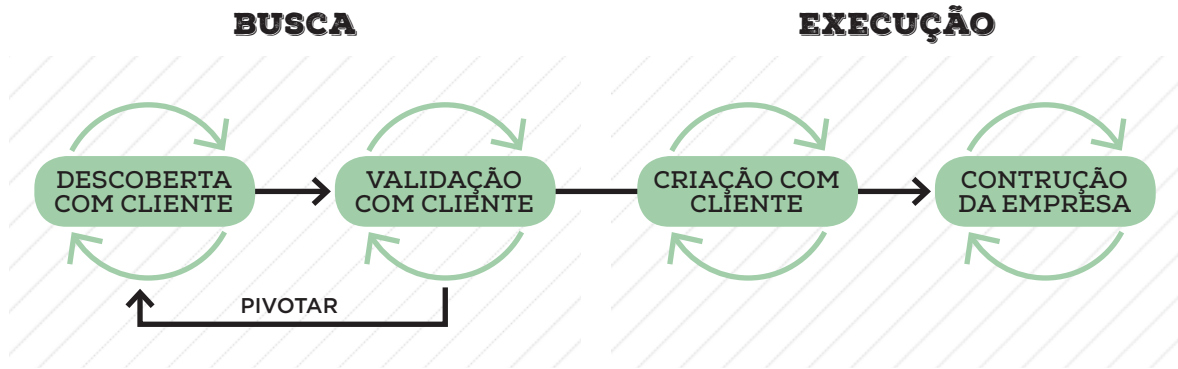 BUSCA
EXECUÇÃO
DESCOBERTA
COM CLIENTE
VALIDAÇÃO
COM CLIENTE
CRIAÇÃO COM
CLIENTE
CONTRUÇÃO
DA EMPRESA
PIVOTAR